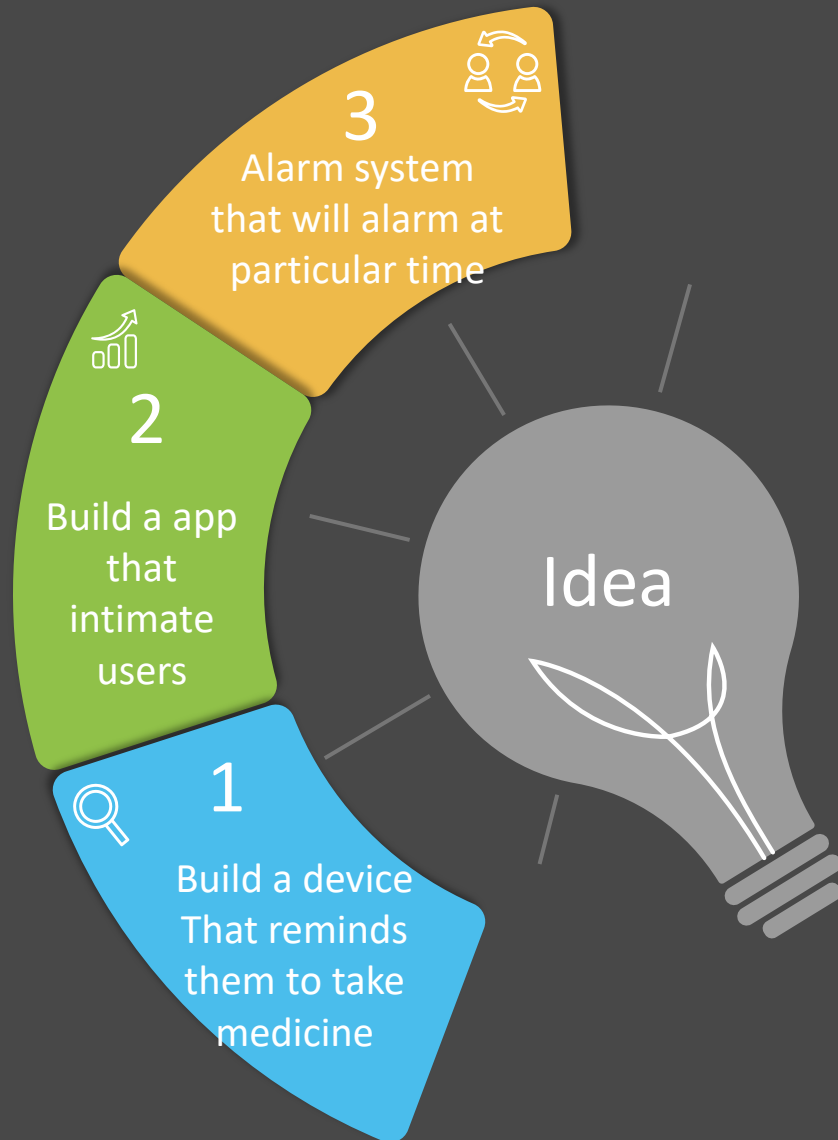 3
Alarm system
that will alarm at
particular time
2
Build a app
that
intimate
users
Idea
1
Build a device
That reminds
them to take
medicine